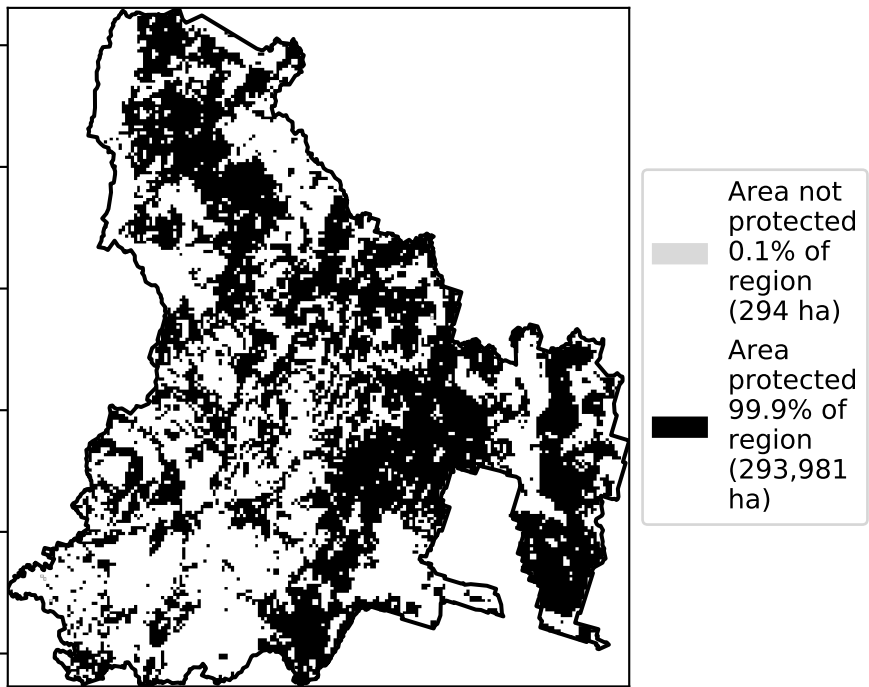 Area not
protected
0.1% of
region
(294 ha)
Area
protected
99.9% of
region
(293,981
ha)